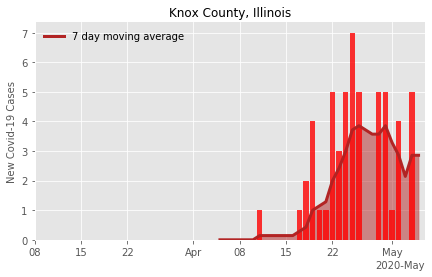 Knox County, Illinois
7 day moving average
New Covid-19 Cases
7
6
5
4
3
2
1
0
08 15 22 Apr 08 15 22 May
2020-May